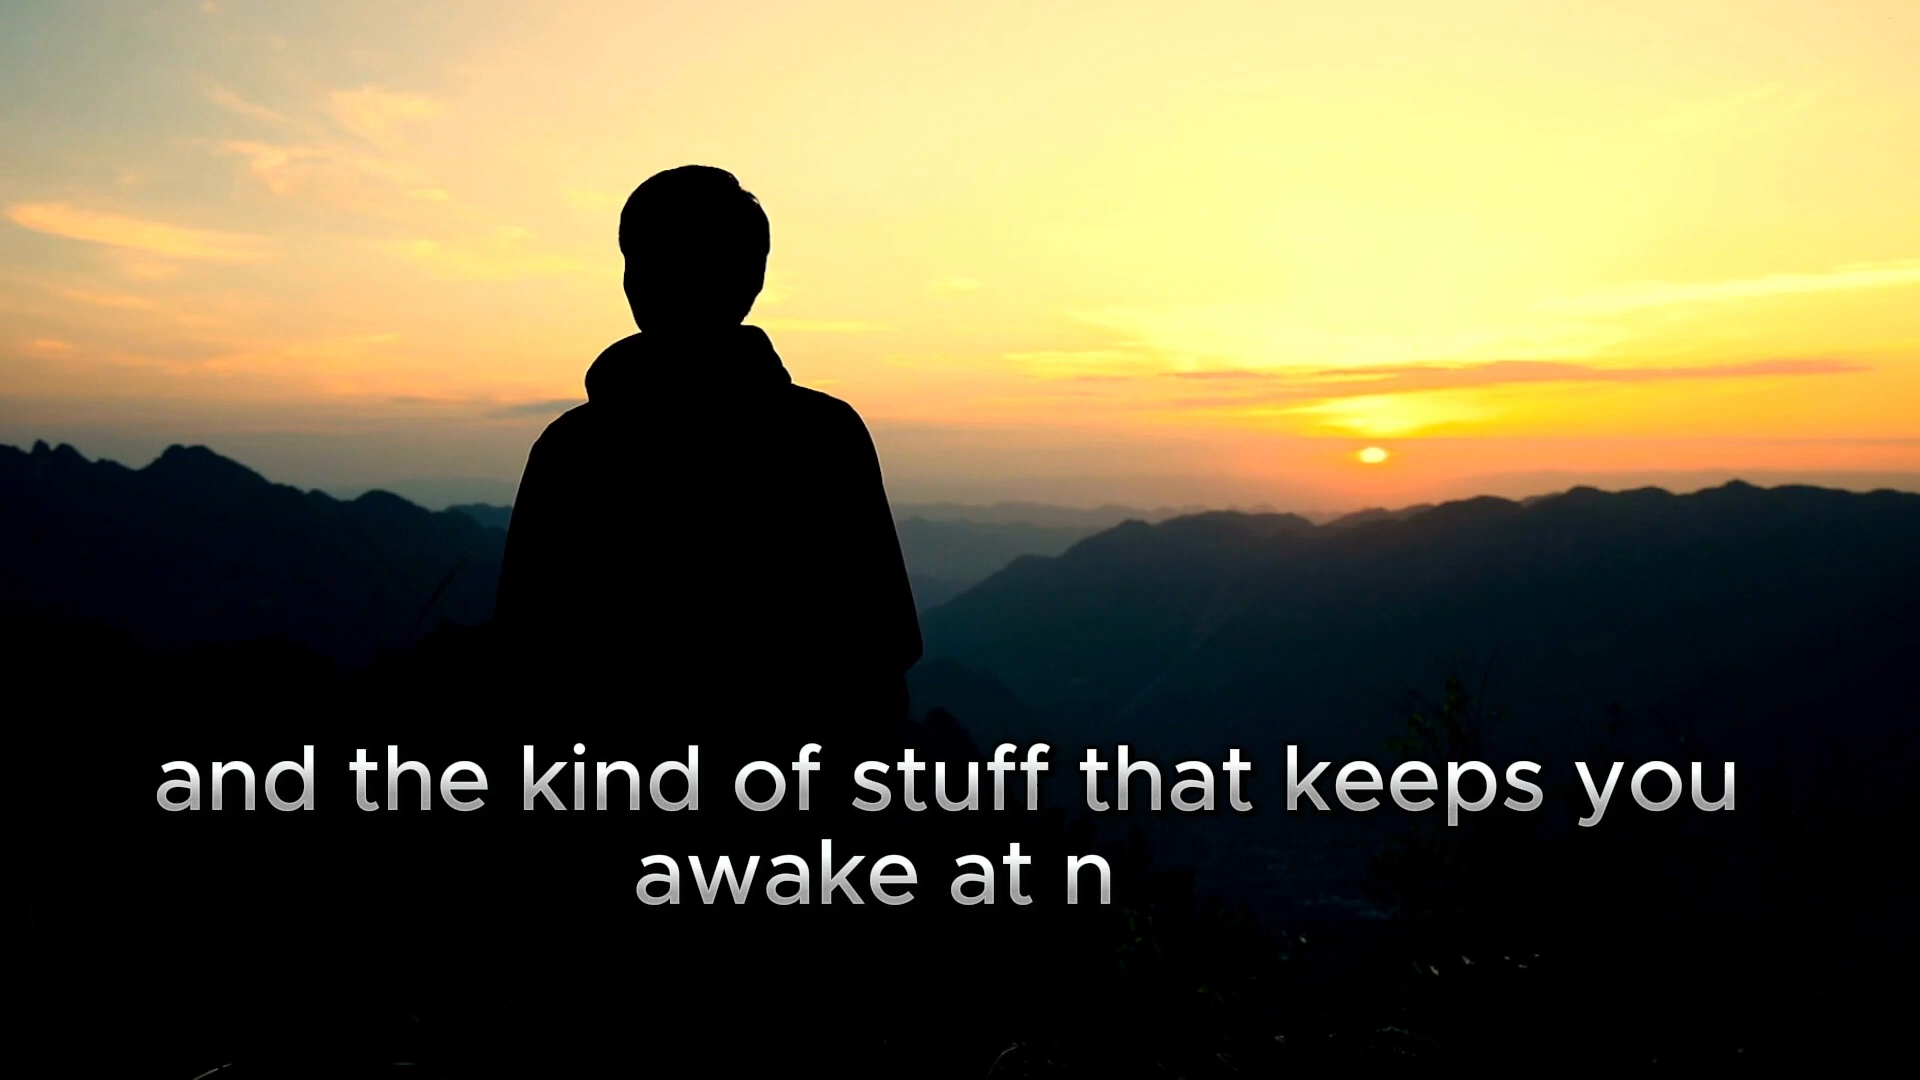 and the kind of stuff that keeps you
awake at n